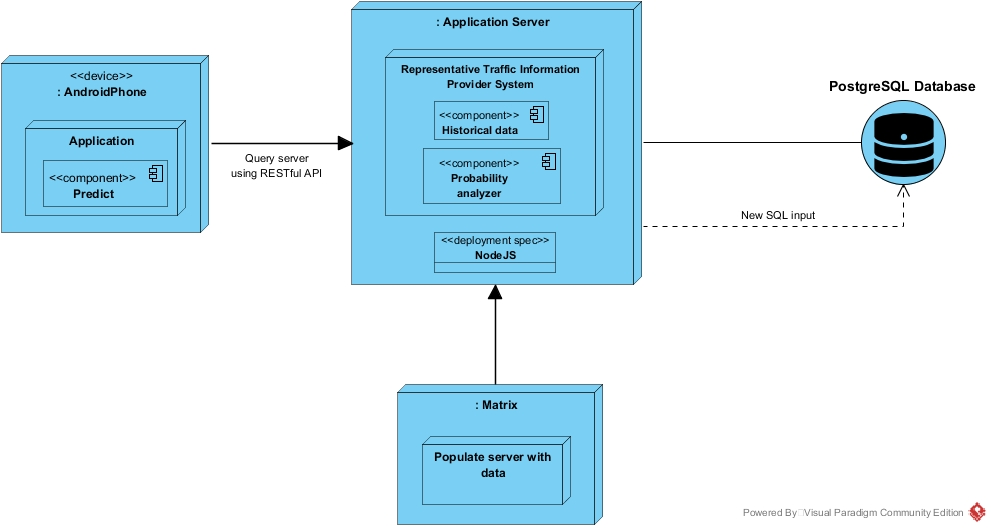 : Application Server
<<device>>
: AndroidPhone
Application
<<component>>
Predict
Query server
using RESTful API
Representative Traffic Information
Provider System
<<component>>
Historical data
<<component>>
Probability
analyzer
<<deployment spec>>
NodeJS
PostgreSQL Database
New SQL input
: Matrix
Populate server with
data
Powered By Visual Paradigm Community Edition